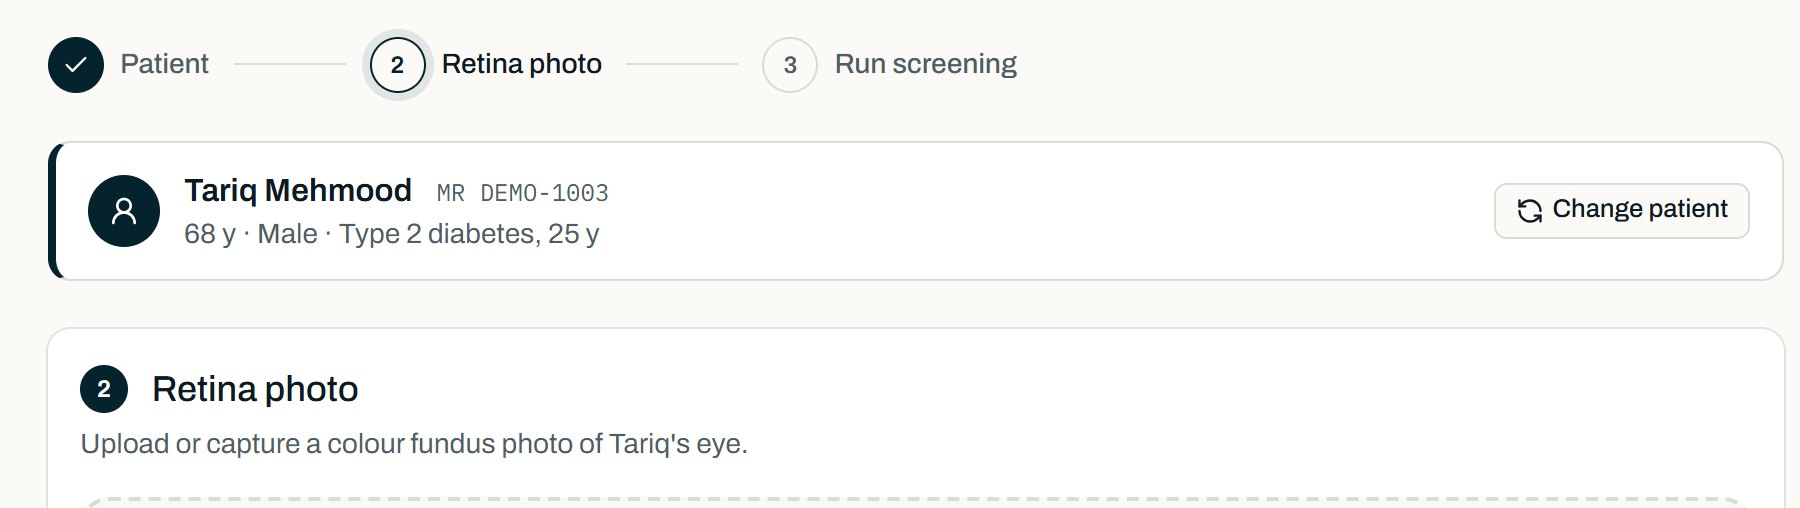 Patient
2 Retina photo
3 Run screening
Tariq Mehmood MR DEMO-1003
68 y · Male · Type 2 diabetes, 25 y
Change patient
2 Retina photo
Upload or capture a colour fundus photo of Tariq's eye.